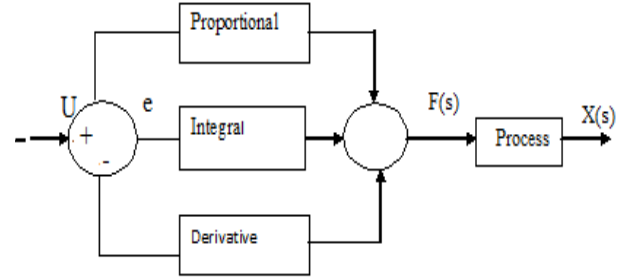 Proportional
U
e
+
-
-
Integral
F(s)
Process
X(s)
Derivative